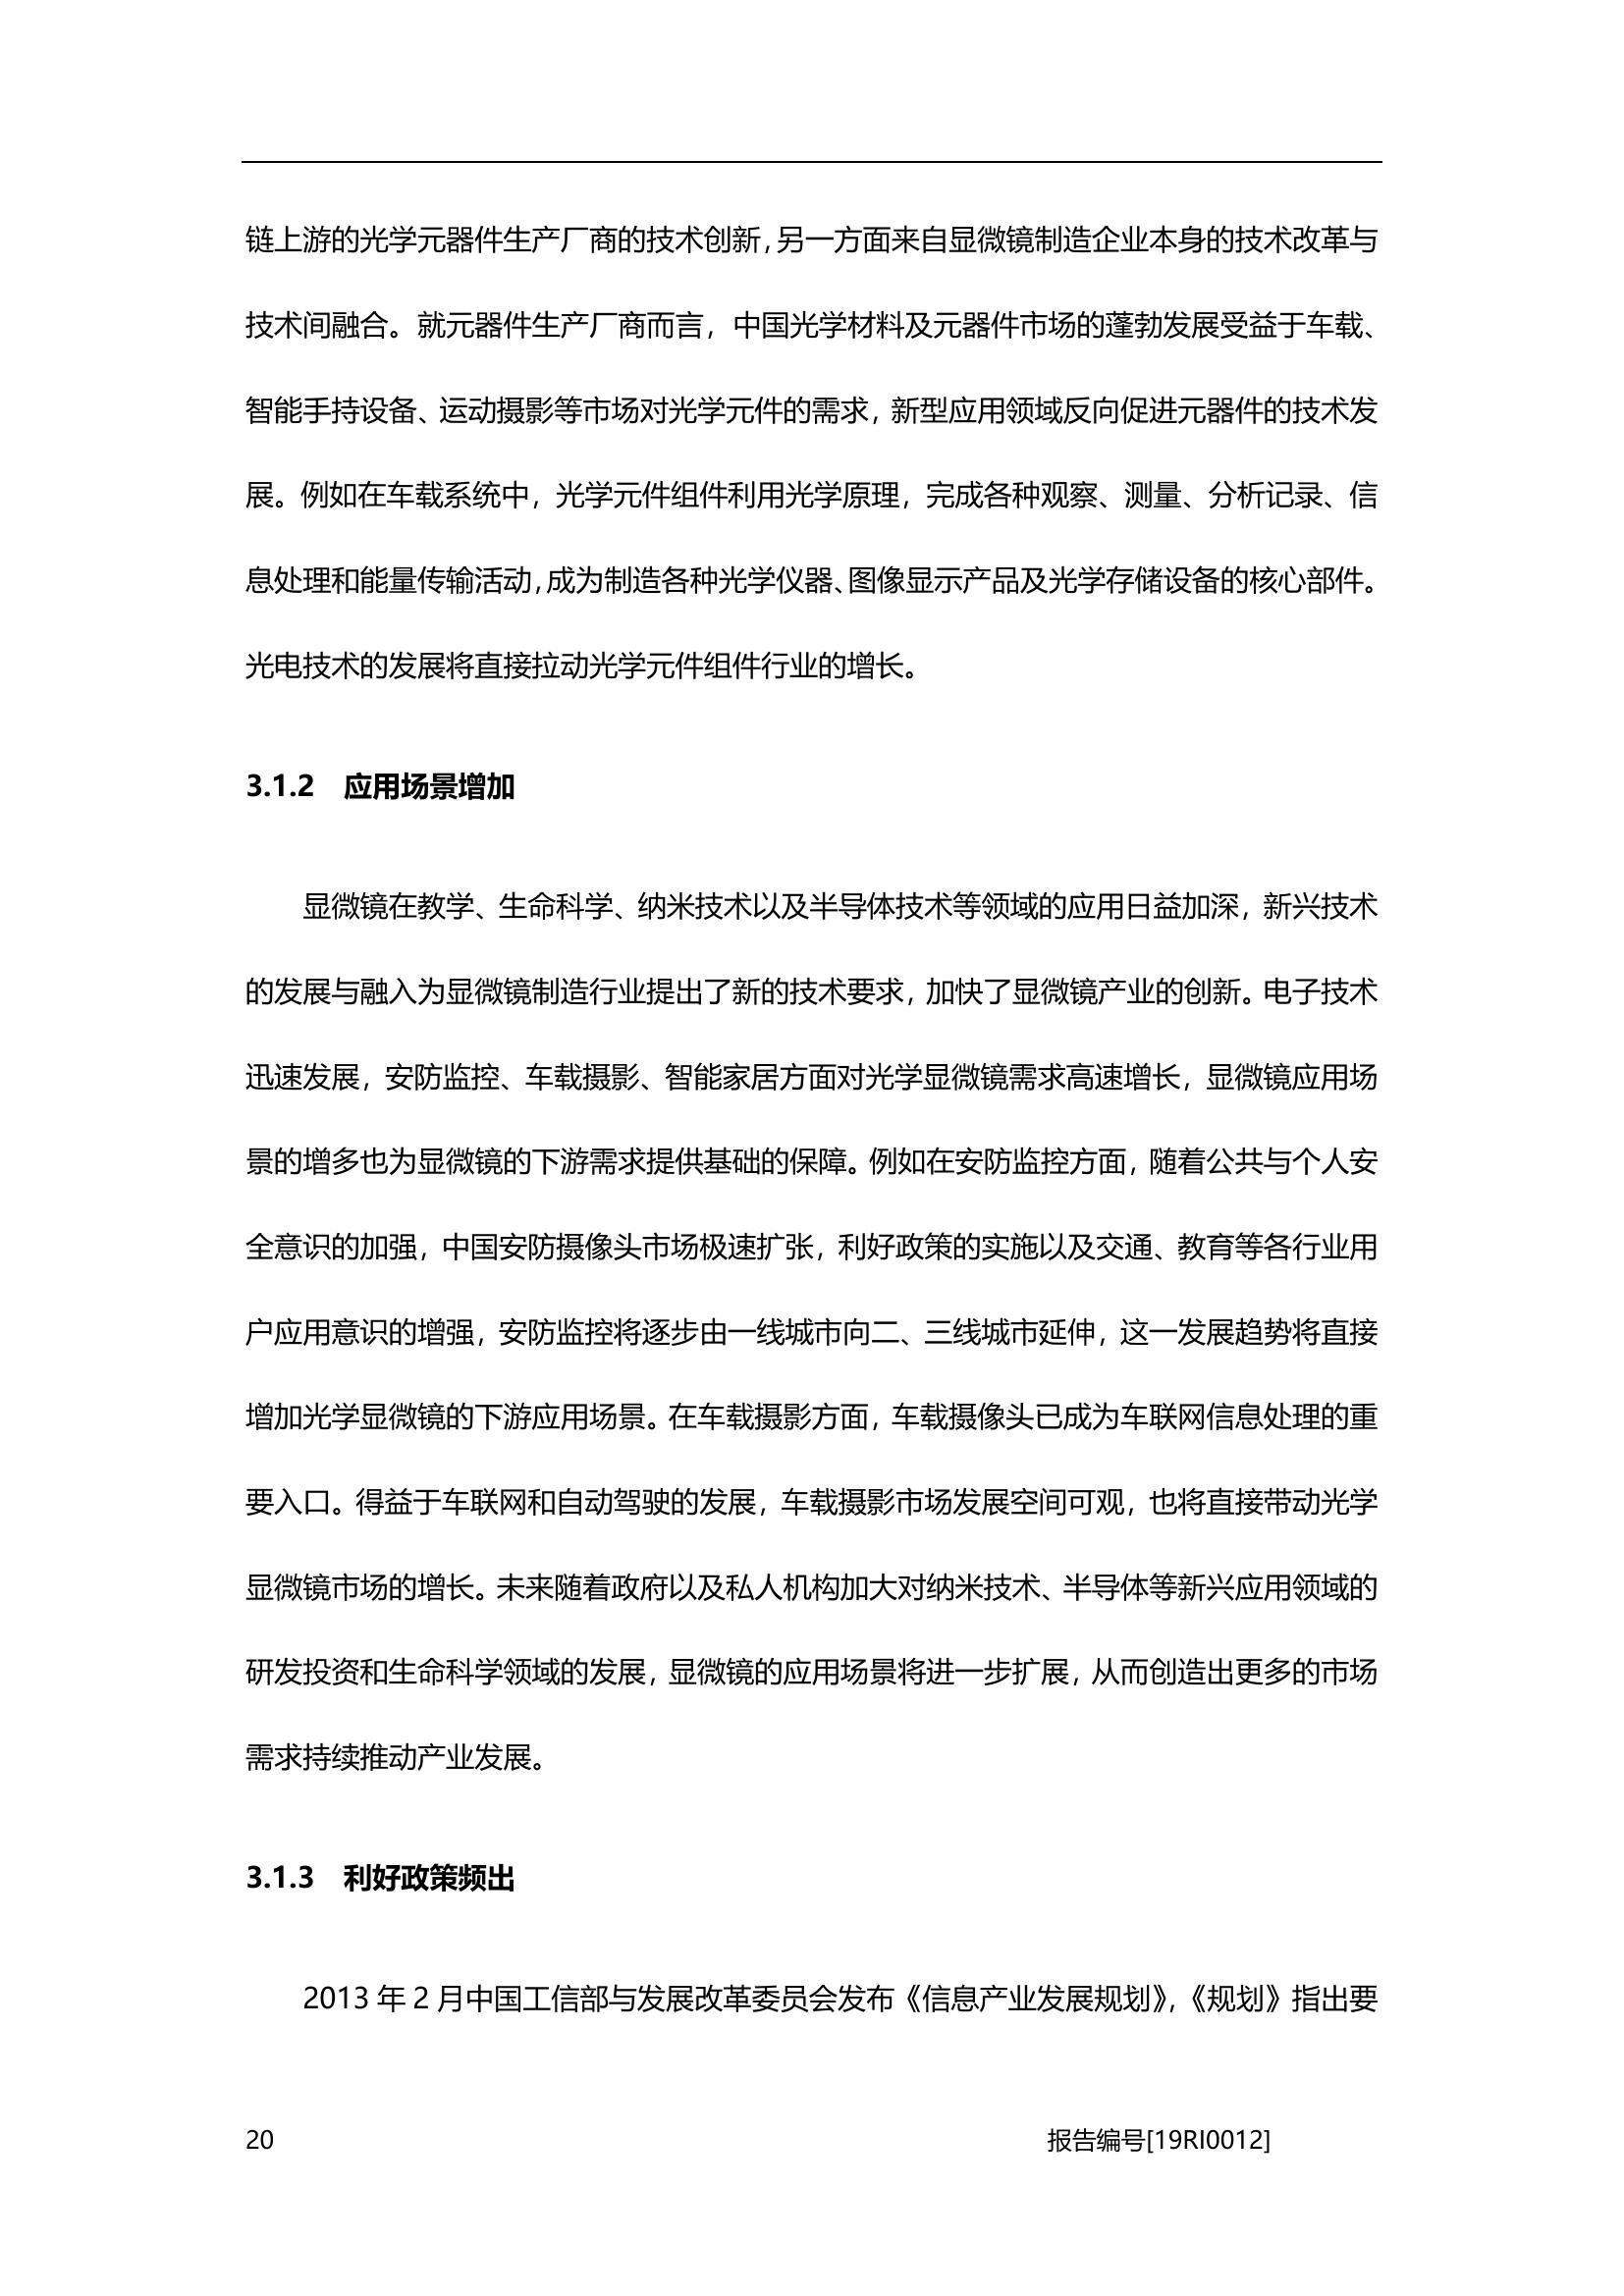 链上游的光学元器件生产厂商的技术创新，另一方面来自显微镜制造企业本身的技术改革与
技术间融合。就元器件生产厂商而言，中国光学材料及元器件市场的蓬勃发展受益于车载、
智能手持设备、运动摄影等市场对光学元件的需求，新型应用领域反向促进元器件的技术发
展。例如在车载系统中，光学元件组件利用光学原理，完成各种观察、测量、分析记录、信
息处理和能量传输活动，成为制造各种光学仪器、图像显示产品及光学存储设备的核心部件。
光电技术的发展将直接拉动光学元件组件行业的增长。
3.1.2 应用场景增加
显微镜在教学、生命科学、纳米技术以及半导体技术等领域的应用日益加深，新兴技术
的发展与融入为显微镜制造行业提出了新的技术要求，加快了显微镜产业的创新。电子技术
迅速发展，安防监控、车载摄影、智能家居方面对光学显微镜需求高速增长，显微镜应用场
景的增多也为显微镜的下游需求提供基础的保障。例如在安防监控方面，随着公共与个人安
全意识的加强，中国安防摄像头市场极速扩张，利好政策的实施以及交通、教育等各行业用
户应用意识的增强，安防监控将逐步由一线城市向二、三线城市延伸，这一发展趋势将直接
增加光学显微镜的下游应用场景。在车载摄影方面，车载摄像头已成为车联网信息处理的重
要入口。得益于车联网和自动驾驶的发展，车载摄影市场发展空间可观，也将直接带动光学
显微镜市场的增长。未来随着政府以及私人机构加大对纳米技术、半导体等新兴应用领域的
研发投资和生命科学领域的发展，显微镜的应用场景将进一步扩展，从而创造出更多的市场
需求持续推动产业发展。
3.1.3 利好政策频出
2013 年 2 月中国工信部与发展改革委员会发布《信息产业发展规划》，《规划》指出要
20 报告编号[19RI0012]